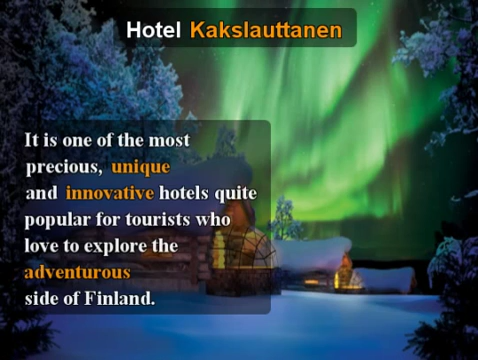 Hotel Kakslauttanen
It is one of the most
precious, unique
and innovative hotels quite
popular for tourists who
love to explore the
adventurous
side of Finland.